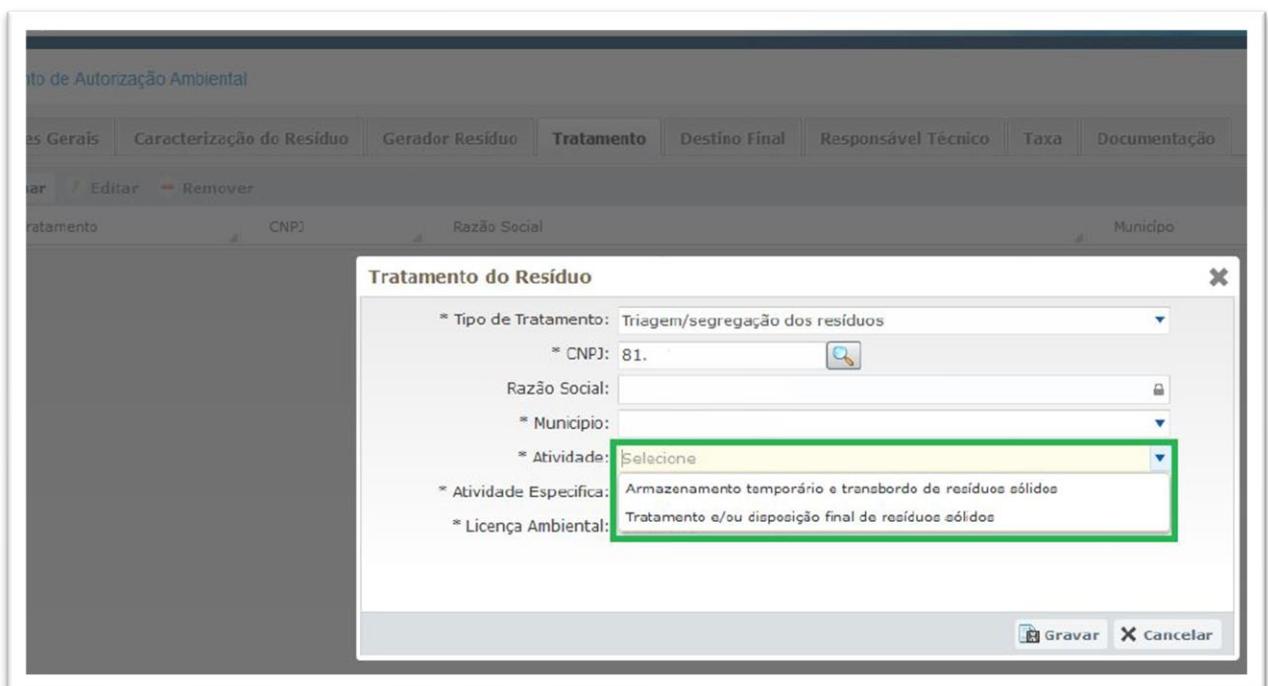 nto de Autorização Ambiental
es Gerais Caracterização do Resíduo Gerador Resíduo Tratamento Destino Final Responsável Técnico Taxa Documentação
nar Editar Remover
ratamento CNPJ Razão Social Municípo
Tratamento do Resíduo
* Tipo de Tratamento: Triagem/segregação dos resíduos
* CNPJ: 81.
Razão Social:
* Município:
* Atividade: Selecione
* Atividade Especifica: Armazenamento temporário e transbordo de resíduos sólidos
* Licença Ambiental: Tratamento e/ou disposição final de resíduos sólidos
Gravar Cancelar